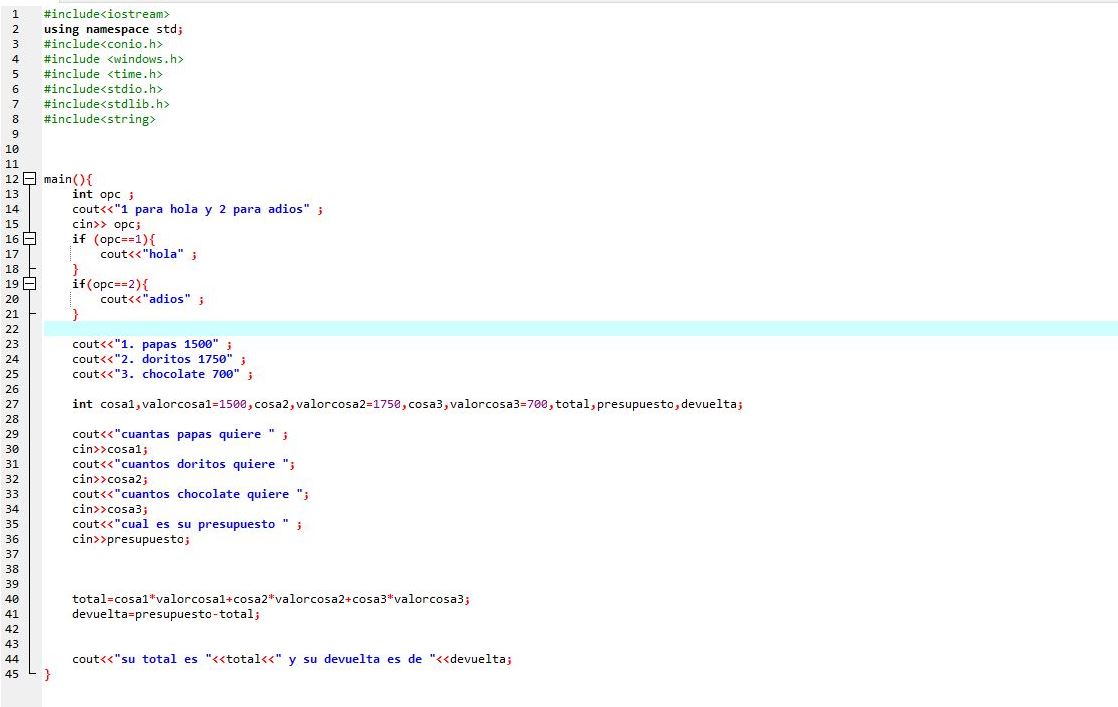 1 #include<iostream>
2 using namespace std;
3 #include<conio.h>
4 #include <windows.h>
5 #include <time.h>
6 #include<stdio.h>
7 #include<stdlib.h>
8 #include<string>
9
10
11
12 main(){
13 int opc ;
14 cout<<"1 para hola y 2 para adios" ;
15 cin>> opc;
16 if (opc==1){
17 cout<<"hola" ;
18 }
19 if(opc==2){
20 cout<<"adios" ;
21 }
22
23 cout<<"1. papas 1500" ;
24 cout<<"2. doritos 1750" ;
25 cout<<"3. chocolate 700" ;
26
27 int cosa1,valorcosa1=1500,cosa2,valorcosa2=1750,cosa3,valorcosa3=700,total,presupuesto,devuelta;
28
29 cout<<"cuantas papas quiere " ;
30 cin>>cosa1;
31 cout<<"cuantos doritos quiere ";
32 cin>>cosa2;
33 cout<<"cuantos chocolate quiere ";
34 cin>>cosa3;
35 cout<<"cual es su presupuesto " ;
36 cin>>presupuesto;
37
38
39
40 total=cosa1*valorcosa1+cosa2*valorcosa2+cosa3*valorcosa3;
41 devuelta=presupuesto-total;
42
43
44 cout<<"su total es "<<total<<" y su devuelta es de "<<devuelta;
45 }